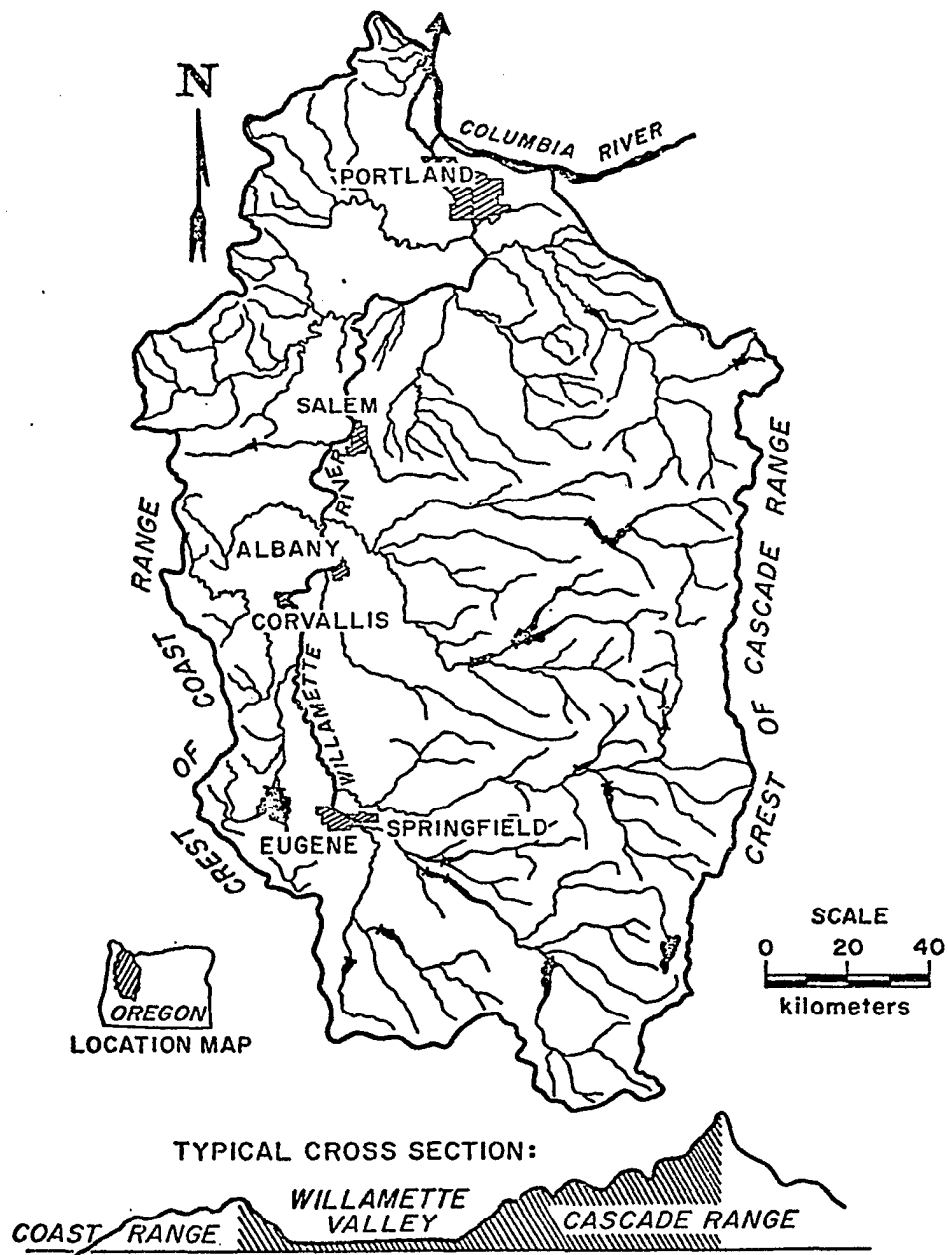 N
COLUMBIA RIVER
PORTLAND
SALEM
RIVER
ALBANY
CORVALLIS
WILLAMETTE
CREST OF COAST RANGE
CREST OF CASCADE RANGE
EUGENE
SPRINGFIELD
SCALE
0 20 40
kilometers
OREGON
LOCATION MAP
TYPICAL CROSS SECTION:
COAST RANGE
WILLAMETTE
VALLEY
CASCADE RANGE